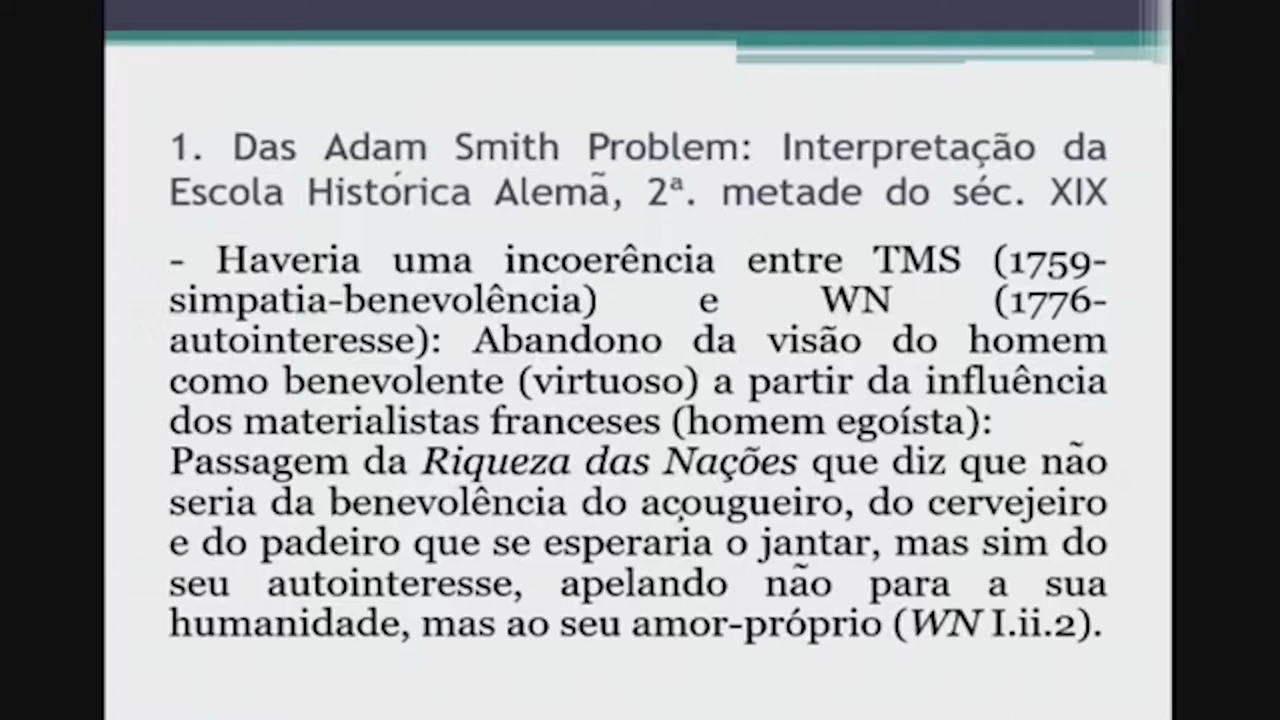 1. Das Adam Smith Problem: Interpretação da
Escola Histórica Alemã, 2ª. metade do séc. XIX
- Haveria uma incoerência entre TMS (1759-
simpatia-benevolência) e WN (1776-
autointeresse): Abandono da visão do homem
como benevolente (virtuoso) a partir da influência
dos materialistas franceses (homem egoísta):
Passagem da Riqueza das Nações que diz que não
seria da benevolência do açougueiro, do cervejeiro
e do padeiro que se esperaria o jantar, mas sim do
seu autointeresse, apelando não para a sua
humanidade, mas ao seu amor-próprio (WN I.ii.2).